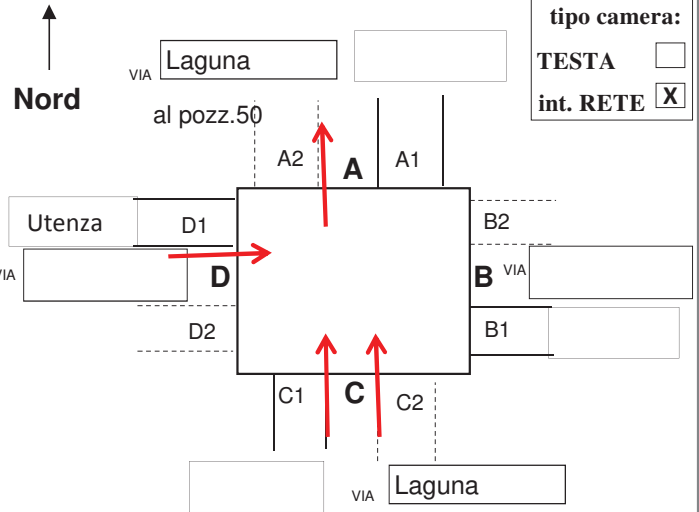 tipo camera:
TESTA
int. RETE X
Nord
VIA Laguna
al pozz.50
A2 A A1
Utenza D1
B2
VIA D
B VIA
D2
B1
C1 C C2
VIA Laguna